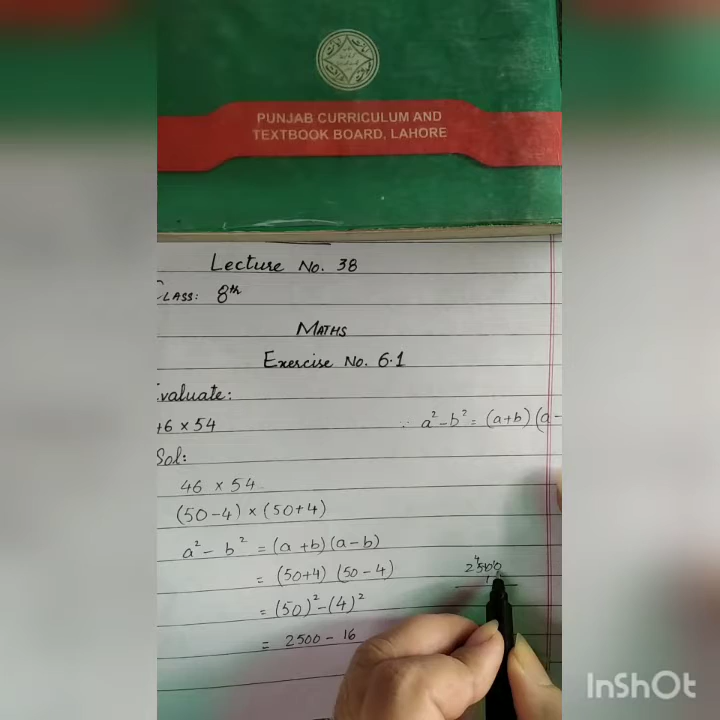 PUNJAB CURRICULUM AND
TEXTBOOK BOARD, LAHORE
Lecture No. 38
CLASS: 8th
MATHS
Exercise No. 6.1
Evaluate:
46 × 54
∵ a² - b² = (a+b)(a-
Sol:
46 × 54
(50-4) × (50+4)
a² - b² = (a+b)(a-b)
= (50+4) (50-4)
= (50)² - (4)²
= 2500 - 16
InShOt